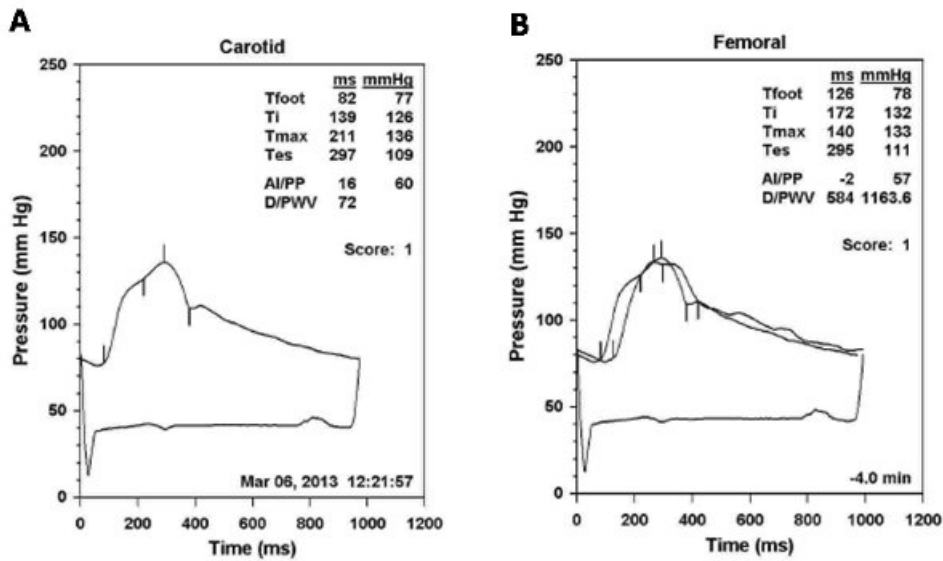 A
Carotid
250
200
150
100
50
0
Pressure (mm Hg)
ms mmHg
Tfoot 82 77
Ti 139 126
Tmax 211 136
Tes 297 109
AI/PP 16 60
D/PWV 72
Score: 1
Mar 06, 2013 12:21:57
0 200 400 600 800 1000 1200
Time (ms)
B
Femoral
250
200
150
100
50
0
Pressure (mm Hg)
ms mmHg
Tfoot 126 78
Ti 172 132
Tmax 140 133
Tes 295 111
AI/PP -2 57
D/PWV 584 1163.6
Score: 1
-4.0 min
0 200 400 600 800 1000 1200
Time (ms)